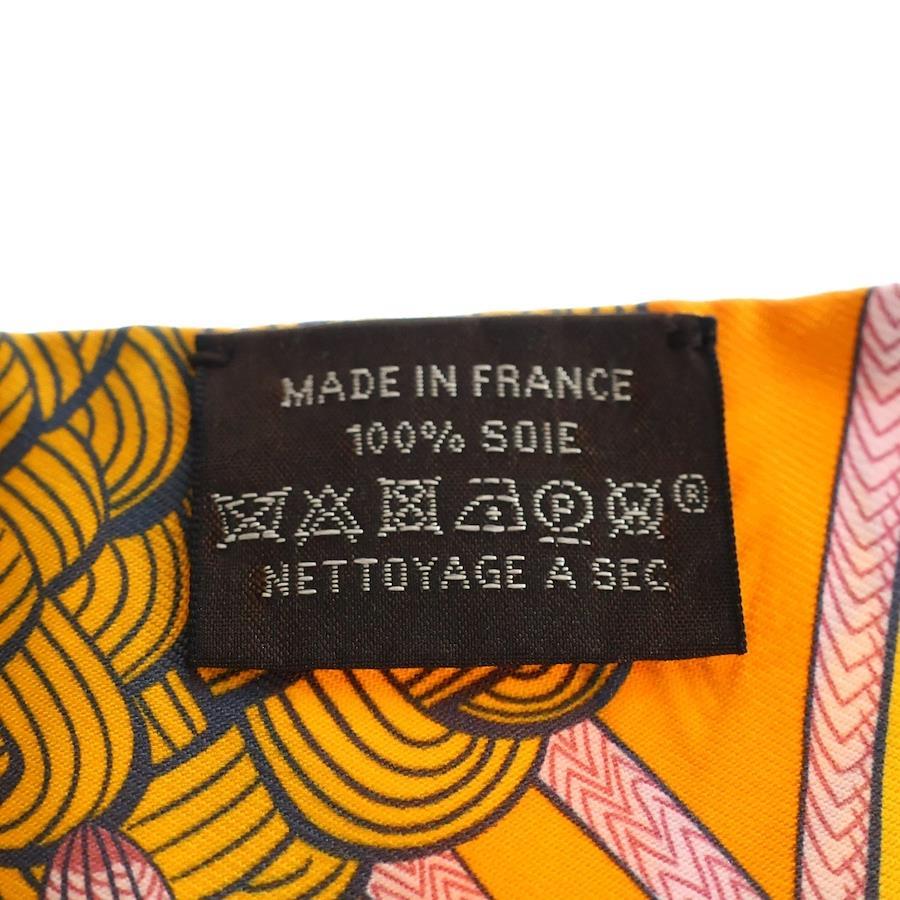 MADE IN FRANCE
100% SOIE
P W ®
NETTOYAGE A SEC